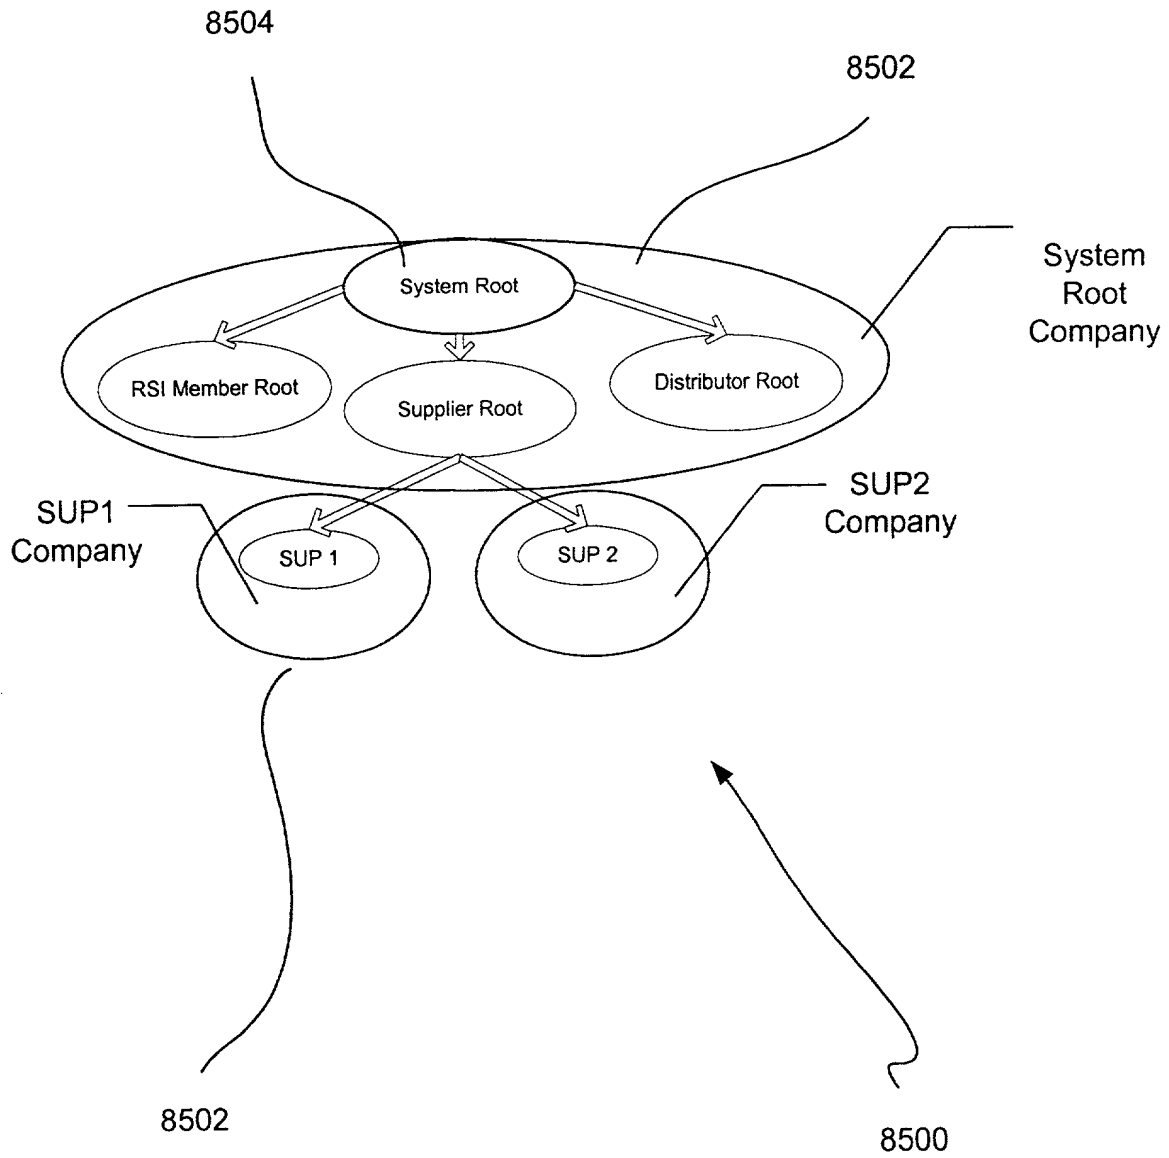 8504
8502
System
Root
Company
System Root
RSI Member Root
Supplier Root
Distributor Root
SUP1
Company
SUP2
Company
SUP 1
SUP 2
8502
8500